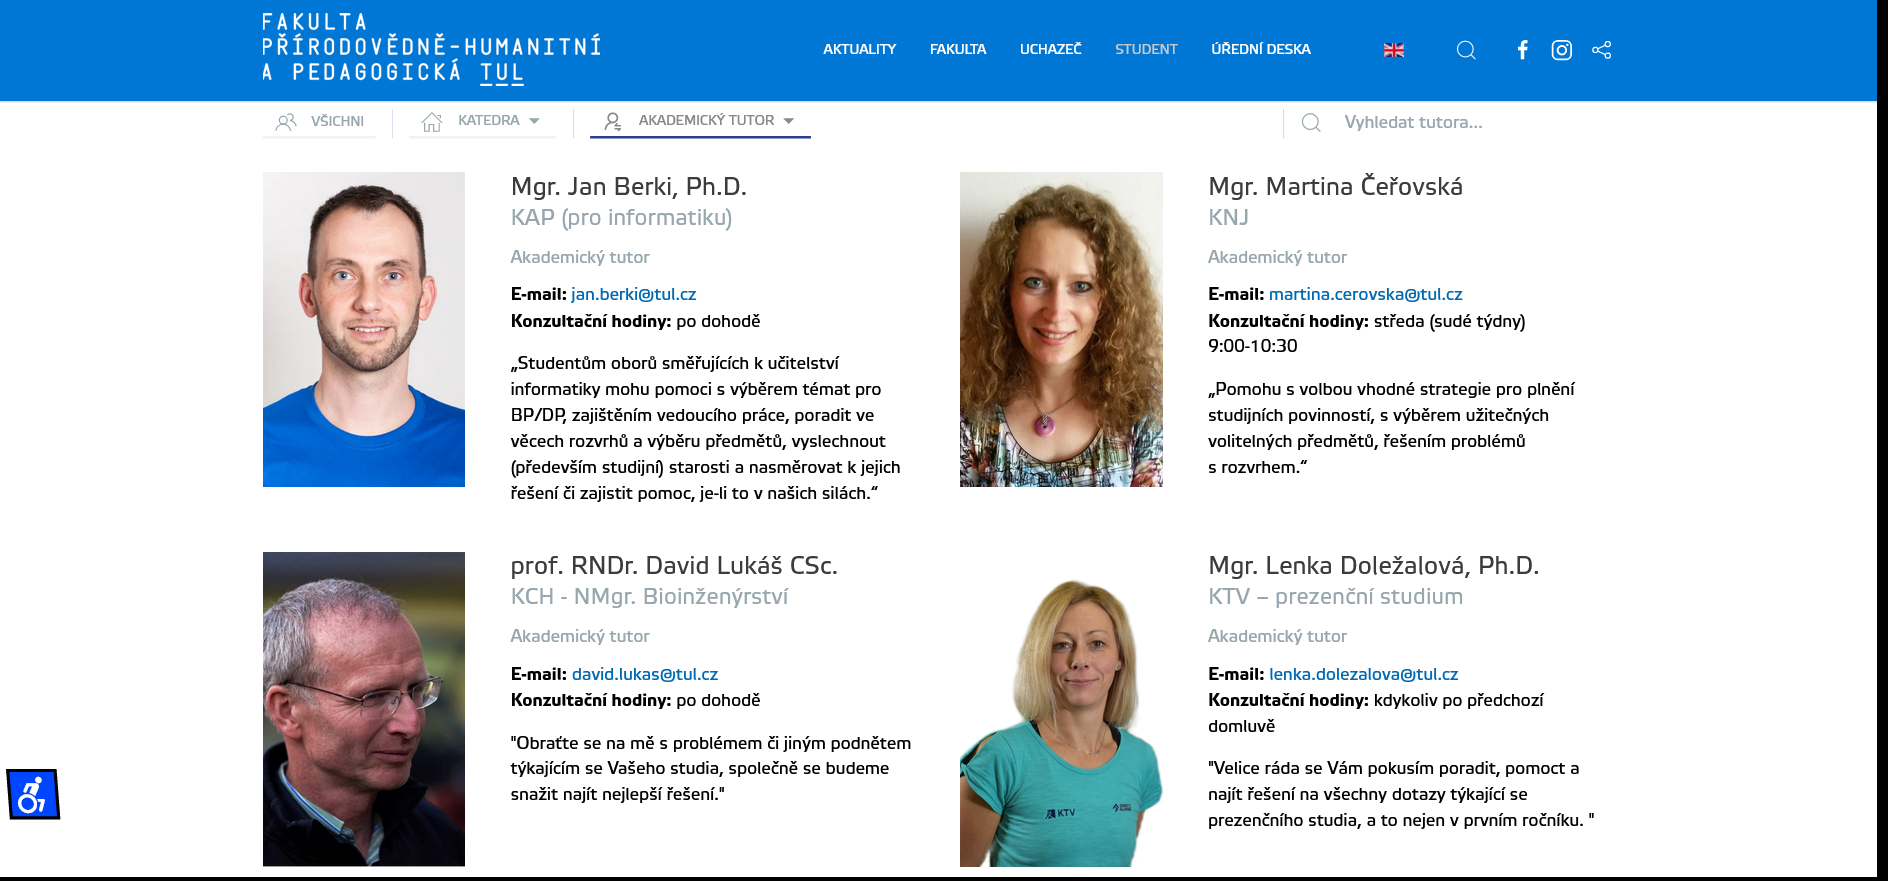 FAKULTA
PŘÍRODOVĚDNĚ-HUMANITNÍ
A PEDAGOGICKÁ TUL
AKTUALITY FAKULTA UCHAZEČ STUDENT ÚŘEDNÍ DESKA
VŠICHNI KATEDRA AKADEMICKÝ TUTOR Vyhledat tutora...
Mgr. Jan Berki, Ph.D.
KAP (pro informatiku)
Akademický tutor
E-mail: jan.berki@tul.cz
Konzultační hodiny: po dohodě
„Studentům oborů směřujících k učitelství
informatiky mohu pomoci s výběrem témat pro
BP/DP, zajištěním vedoucího práce, poradit ve
věcech rozvrhů a výběru předmětů, vyslechnout
(především studijní) starosti a nasměrovat k jejich
řešení či zajistit pomoc, je-li to v našich silách.“
Mgr. Martina Čeřovská
KNJ
Akademický tutor
E-mail: martina.cerovska@tul.cz
Konzultační hodiny: středa (sudé týdny)
9:00-10:30
„Pomohu s volbou vhodné strategie pro plnění
studijních povinností, s výběrem užitečných
volitelných předmětů, řešením problémů
s rozvrhem.“
prof. RNDr. David Lukáš CSc.
KCH - NMgr. Bioinženýrství
Akademický tutor
E-mail: david.lukas@tul.cz
Konzultační hodiny: po dohodě
"Obraťte se na mě s problémem či jiným podnětem
týkajícím se Vašeho studia, společně se budeme
snažit najít nejlepší řešení."
KTV
Mgr. Lenka Doležalová, Ph.D.
KTV – prezenční studium
Akademický tutor
E-mail: lenka.dolezalova@tul.cz
Konzultační hodiny: kdykoliv po předchozí
domluvě
"Velice ráda se Vám pokusím poradit, pomoct a
najít řešení na všechny dotazy týkající se
prezenčního studia, a to nejen v prvním ročníku. "